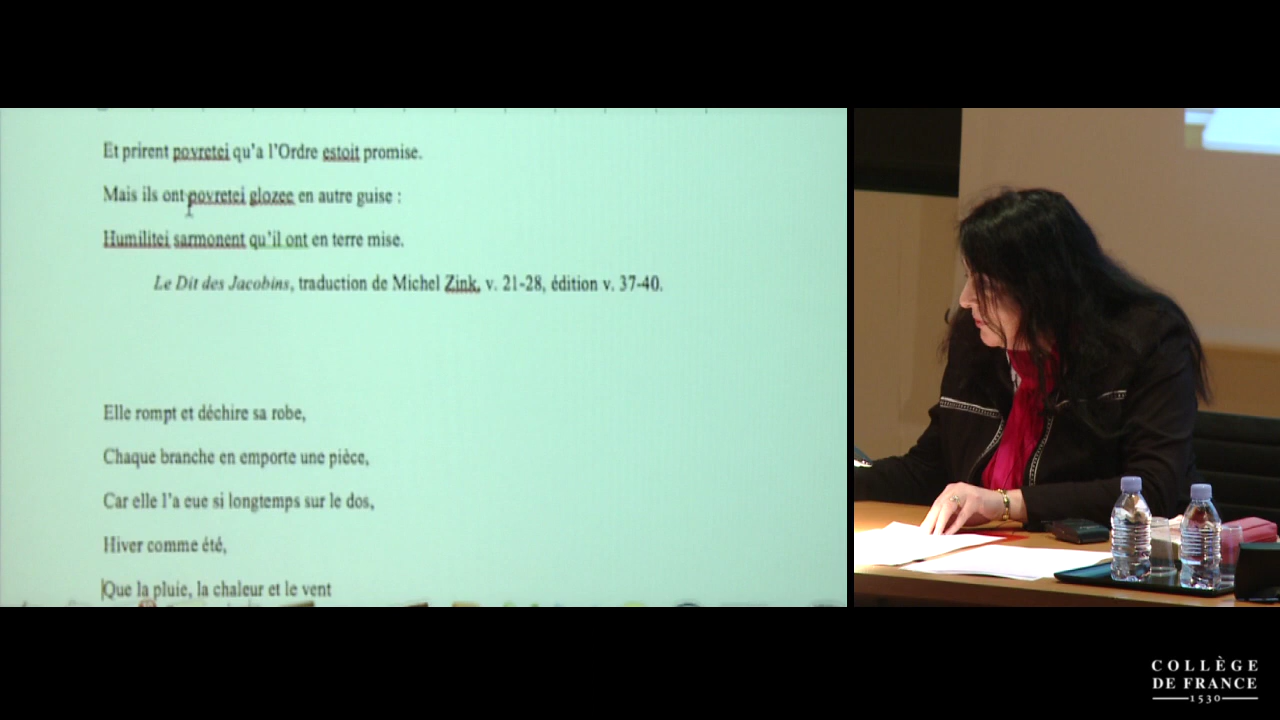 Et prirent povretei qu'a l'Ordre estoit promise.
Mais ils ont povretei glozee en autre guise :
Humilitei sarmonent qu'il ont en terre mise.
Le Dit des Jacobins, traduction de Michel Zink, v. 21-28, édition v. 37-40.
Elle rompt et déchire sa robe,
Chaque branche en emporte une pièce,
Car elle l'a eue si longtemps sur le dos,
Hiver comme été,
Que la pluie, la chaleur et le vent
COLLÈGE
DE FRANCE
1530